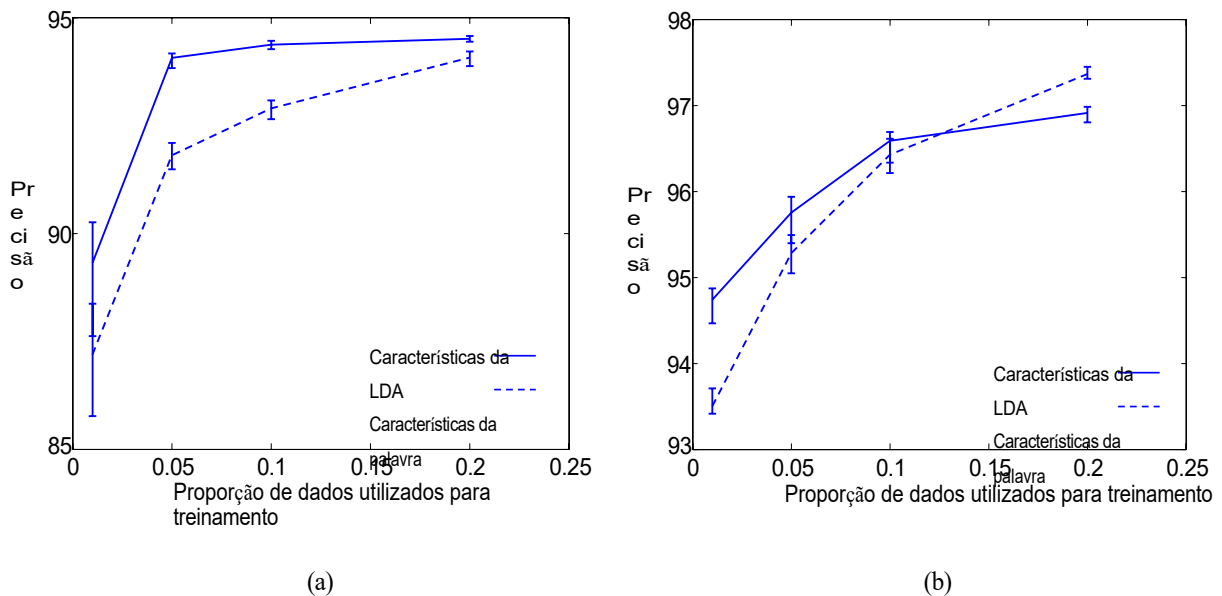 95
90
85
Pr
e
ci
sã
o
Características da
LDA
Características da
palavra
0
0.05
0.1
0.15
0.2
0.25
Proporção de dados utilizados para
treinamento
(a)
98
97
96
95
94
93
Pr
e
ci
sã
o
Características da
LDA
Características da
palavra
0
0.05
0.1
0.15
0.2
0.25
Proporção de dados utilizados para treinamento
(b)